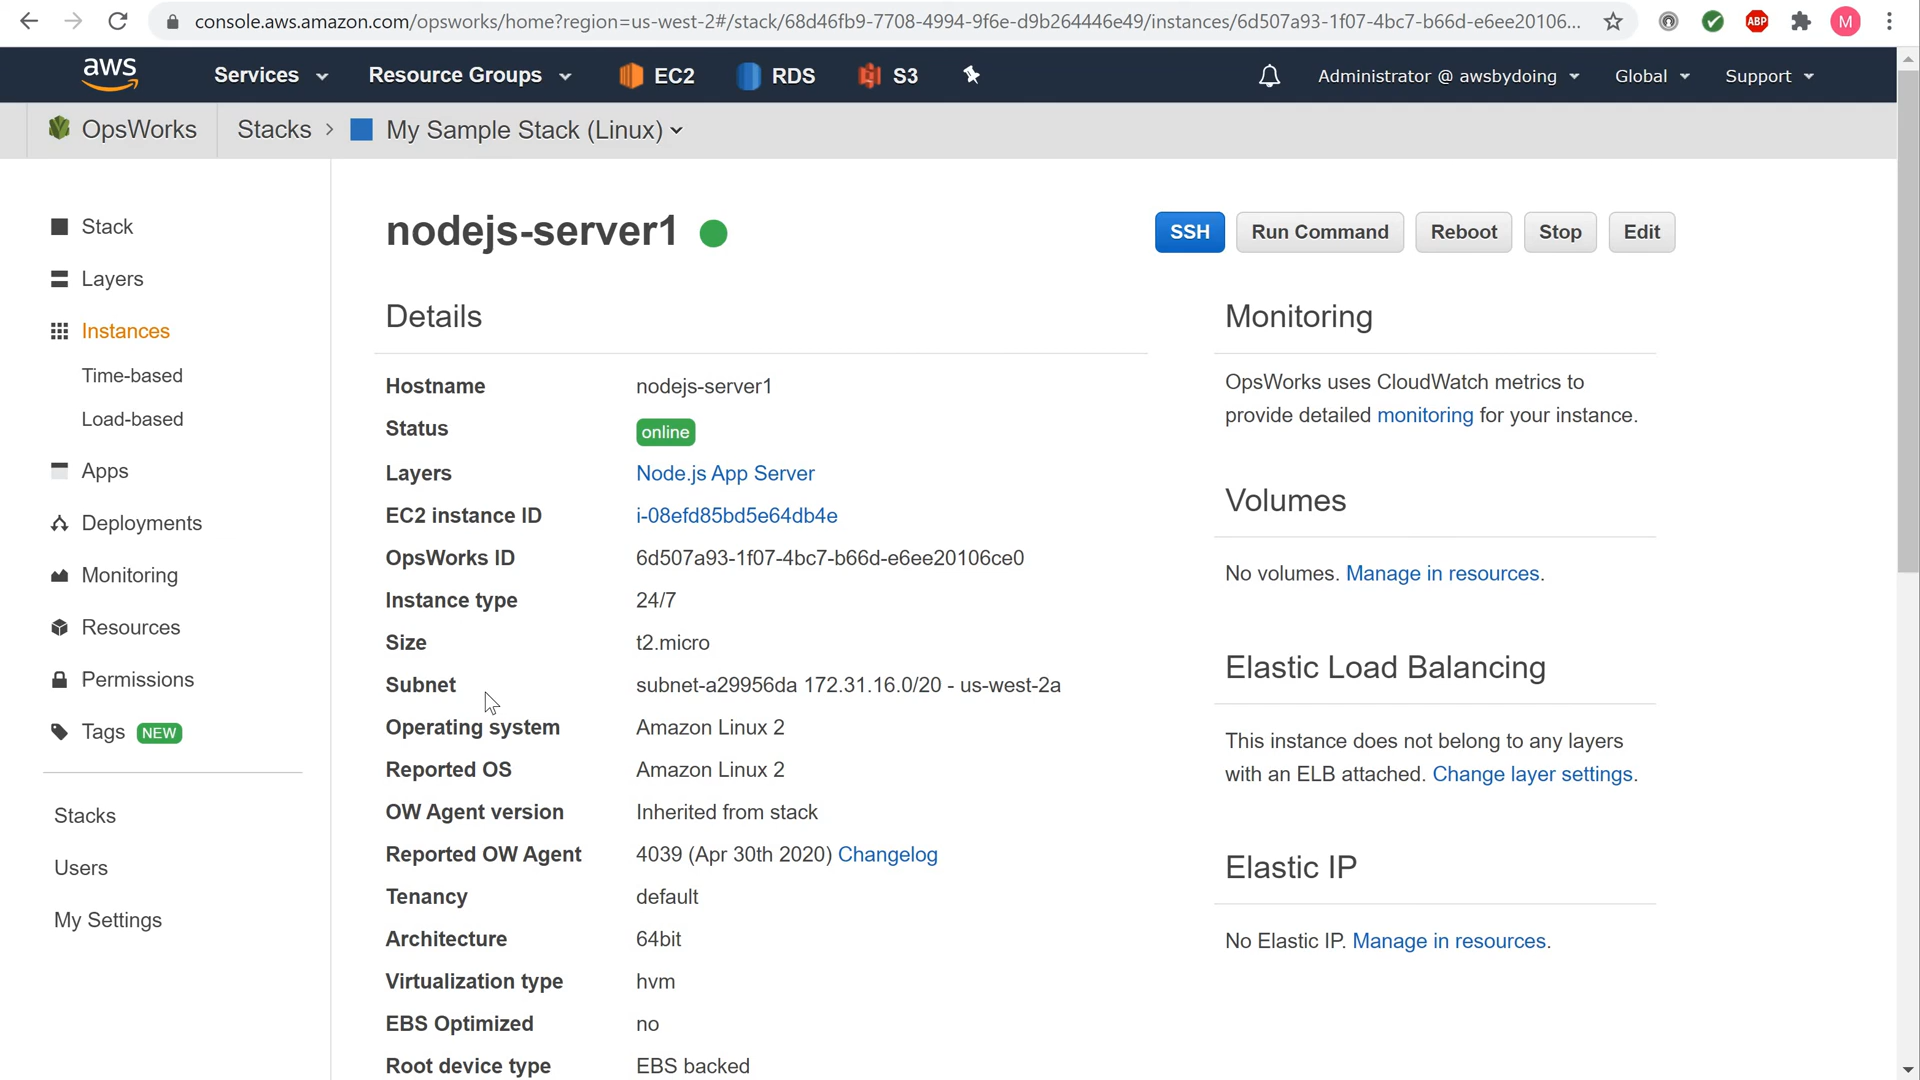 console.aws.amazon.com/opsworks/home?region=us-west-2#/stack/68d46fb9-7708-4994-9f6e-d9b264446e49/instances/6d507a93-1f07-4bc7-b66d-e6ee20106...
ABP
M
aws
Services
Resource Groups
EC2
RDS
S3
Administrator @ awsbydoing
Global
Support
OpsWorks
Stacks > My Sample Stack (Linux)
Stack
Layers
Instances
Time-based
Load-based
Apps
Deployments
Monitoring
Resources
Permissions
Tags NEW
Stacks
Users
My Settings
nodejs-server1
SSH
Run Command
Reboot
Stop
Edit
Details
Hostname nodejs-server1
Status online
Layers Node.js App Server
EC2 instance ID i-08efd85bd5e64db4e
OpsWorks ID 6d507a93-1f07-4bc7-b66d-e6ee20106ce0
Instance type 24/7
Size t2.micro
Subnet subnet-a29956da 172.31.16.0/20 - us-west-2a
Operating system Amazon Linux 2
Reported OS Amazon Linux 2
OW Agent version Inherited from stack
Reported OW Agent 4039 (Apr 30th 2020) Changelog
Tenancy default
Architecture 64bit
Virtualization type hvm
EBS Optimized no
Root device type EBS backed
Monitoring
OpsWorks uses CloudWatch metrics to
provide detailed monitoring for your instance.
Volumes
No volumes. Manage in resources.
Elastic Load Balancing
This instance does not belong to any layers
with an ELB attached. Change layer settings.
Elastic IP
No Elastic IP. Manage in resources.